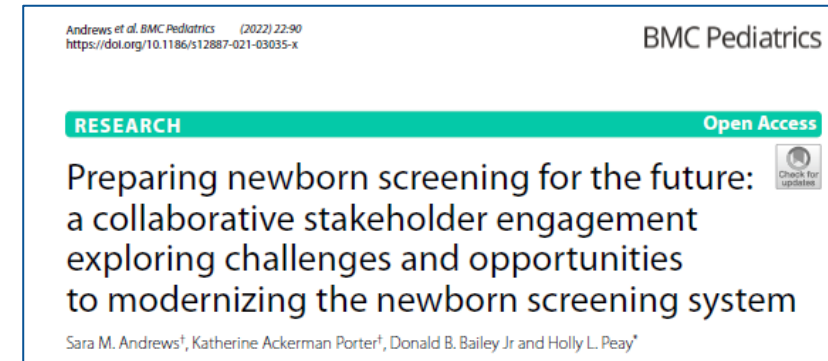 Andrews et al. BMC Pediatrics (2022) 22:90
https://doi.org/10.1186/s12887-021-03035-x
BMC Pediatrics
RESEARCH
Open Access
Check for
updates
Preparing newborn screening for the future:
a collaborative stakeholder engagement
exploring challenges and opportunities
to modernizing the newborn screening system
Sara M. Andrews†, Katherine Ackerman Porter†, Donald B. Bailey Jr and Holly L. Peay*